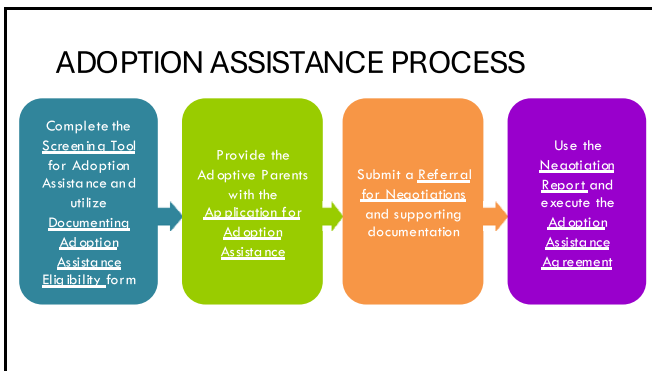 ADOPTION ASSISTANCE PROCESS
Complete the
Screening Tool
for Adoption
Assistance and
utilize
Documenting
Adoption
Assistance
Eligibility form
Provide the
Adoptive Parents
with the
Application for
Adoption
Assistance
Submit a Referral
for Negotiations
and supporting
documentation
Use the
Negotiation
Report and
execute the
Adoption
Assistance
Agreement